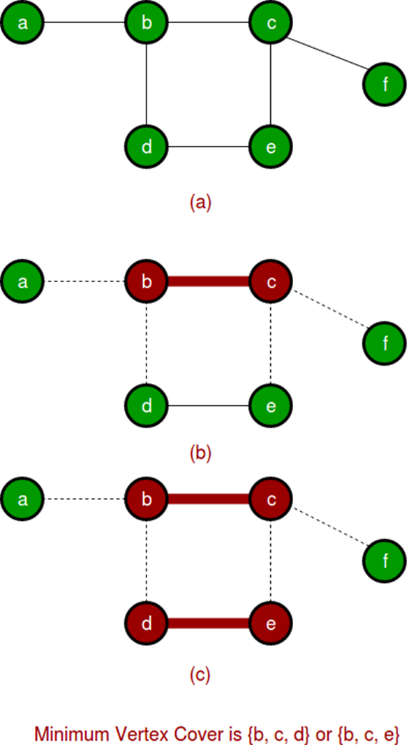 a b c
f
d e
(a)
a b c
f
d e
(b)
a b c
f
d e
(c)
Minimum Vertex Cover is {b, c, d} or {b, c, e}